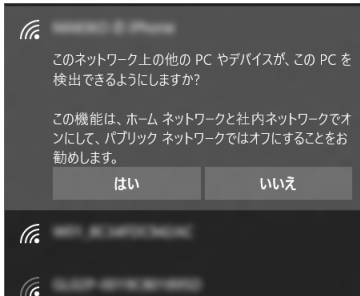 このネットワーク上の他の PC やデバイスが、この PC を
検出できるようにしますか?
この機能は、ホーム ネットワークと社内ネットワークでオ
ンにして、パブリック ネットワークではオフにすることをお
勧めします。
はい
いいえ